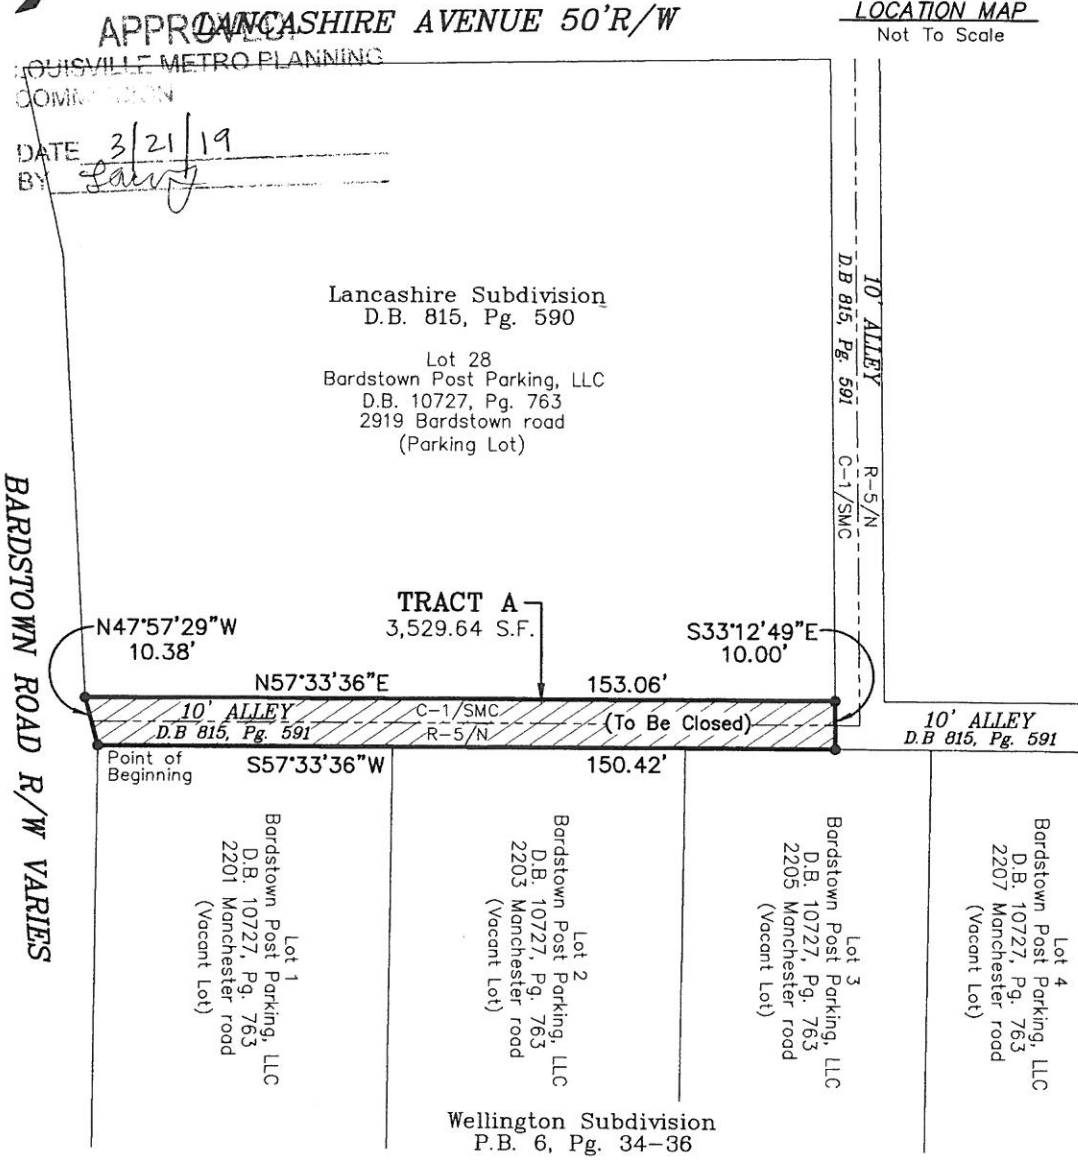 LANCASHIRE AVENUE 50'R/W
LOCATION MAP
Not To Scale
APPROVED
LOUISVILLE METRO PLANNING
COMMISSION
DATE 3/21/19
BY
Lancashire Subdivision
D.B. 815, Pg. 590
Lot 28
Bardstown Post Parking, LLC
D.B. 10727, Pg. 763
2919 Bardstown road
(Parking Lot)
10' ALLEY
D.B 815, Pg. 591
R-5/N
C-1/SMC
BARDSTOWN ROAD R/W VARIES
TRACT A
3,529.64 S.F.
N47°57'29"W
10.38'
S33°12'49"E
10.00'
N57°33'36"E 153.06'
10' ALLEY
D.B 815, Pg. 591
C-1/SMC
R-5/N
(To Be Closed)
10' ALLEY
D.B 815, Pg. 591
Point of
Beginning
S57°33'36"W 150.42'
Lot 1
Bardstown Post Parking, LLC
D.B. 10727, Pg. 763
2201 Manchester road
(Vacant Lot)
Lot 2
Bardstown Post Parking, LLC
D.B. 10727, Pg. 763
2203 Manchester road
(Vacant Lot)
Lot 3
Bardstown Post Parking, LLC
D.B. 10727, Pg. 763
2205 Manchester road
(Vacant Lot)
Lot 4
Bardstown Post Parking, LLC
D.B. 10727, Pg. 763
2207 Manchester road
(Vacant Lot)
Wellington Subdivision
P.B. 6, Pg. 34-36